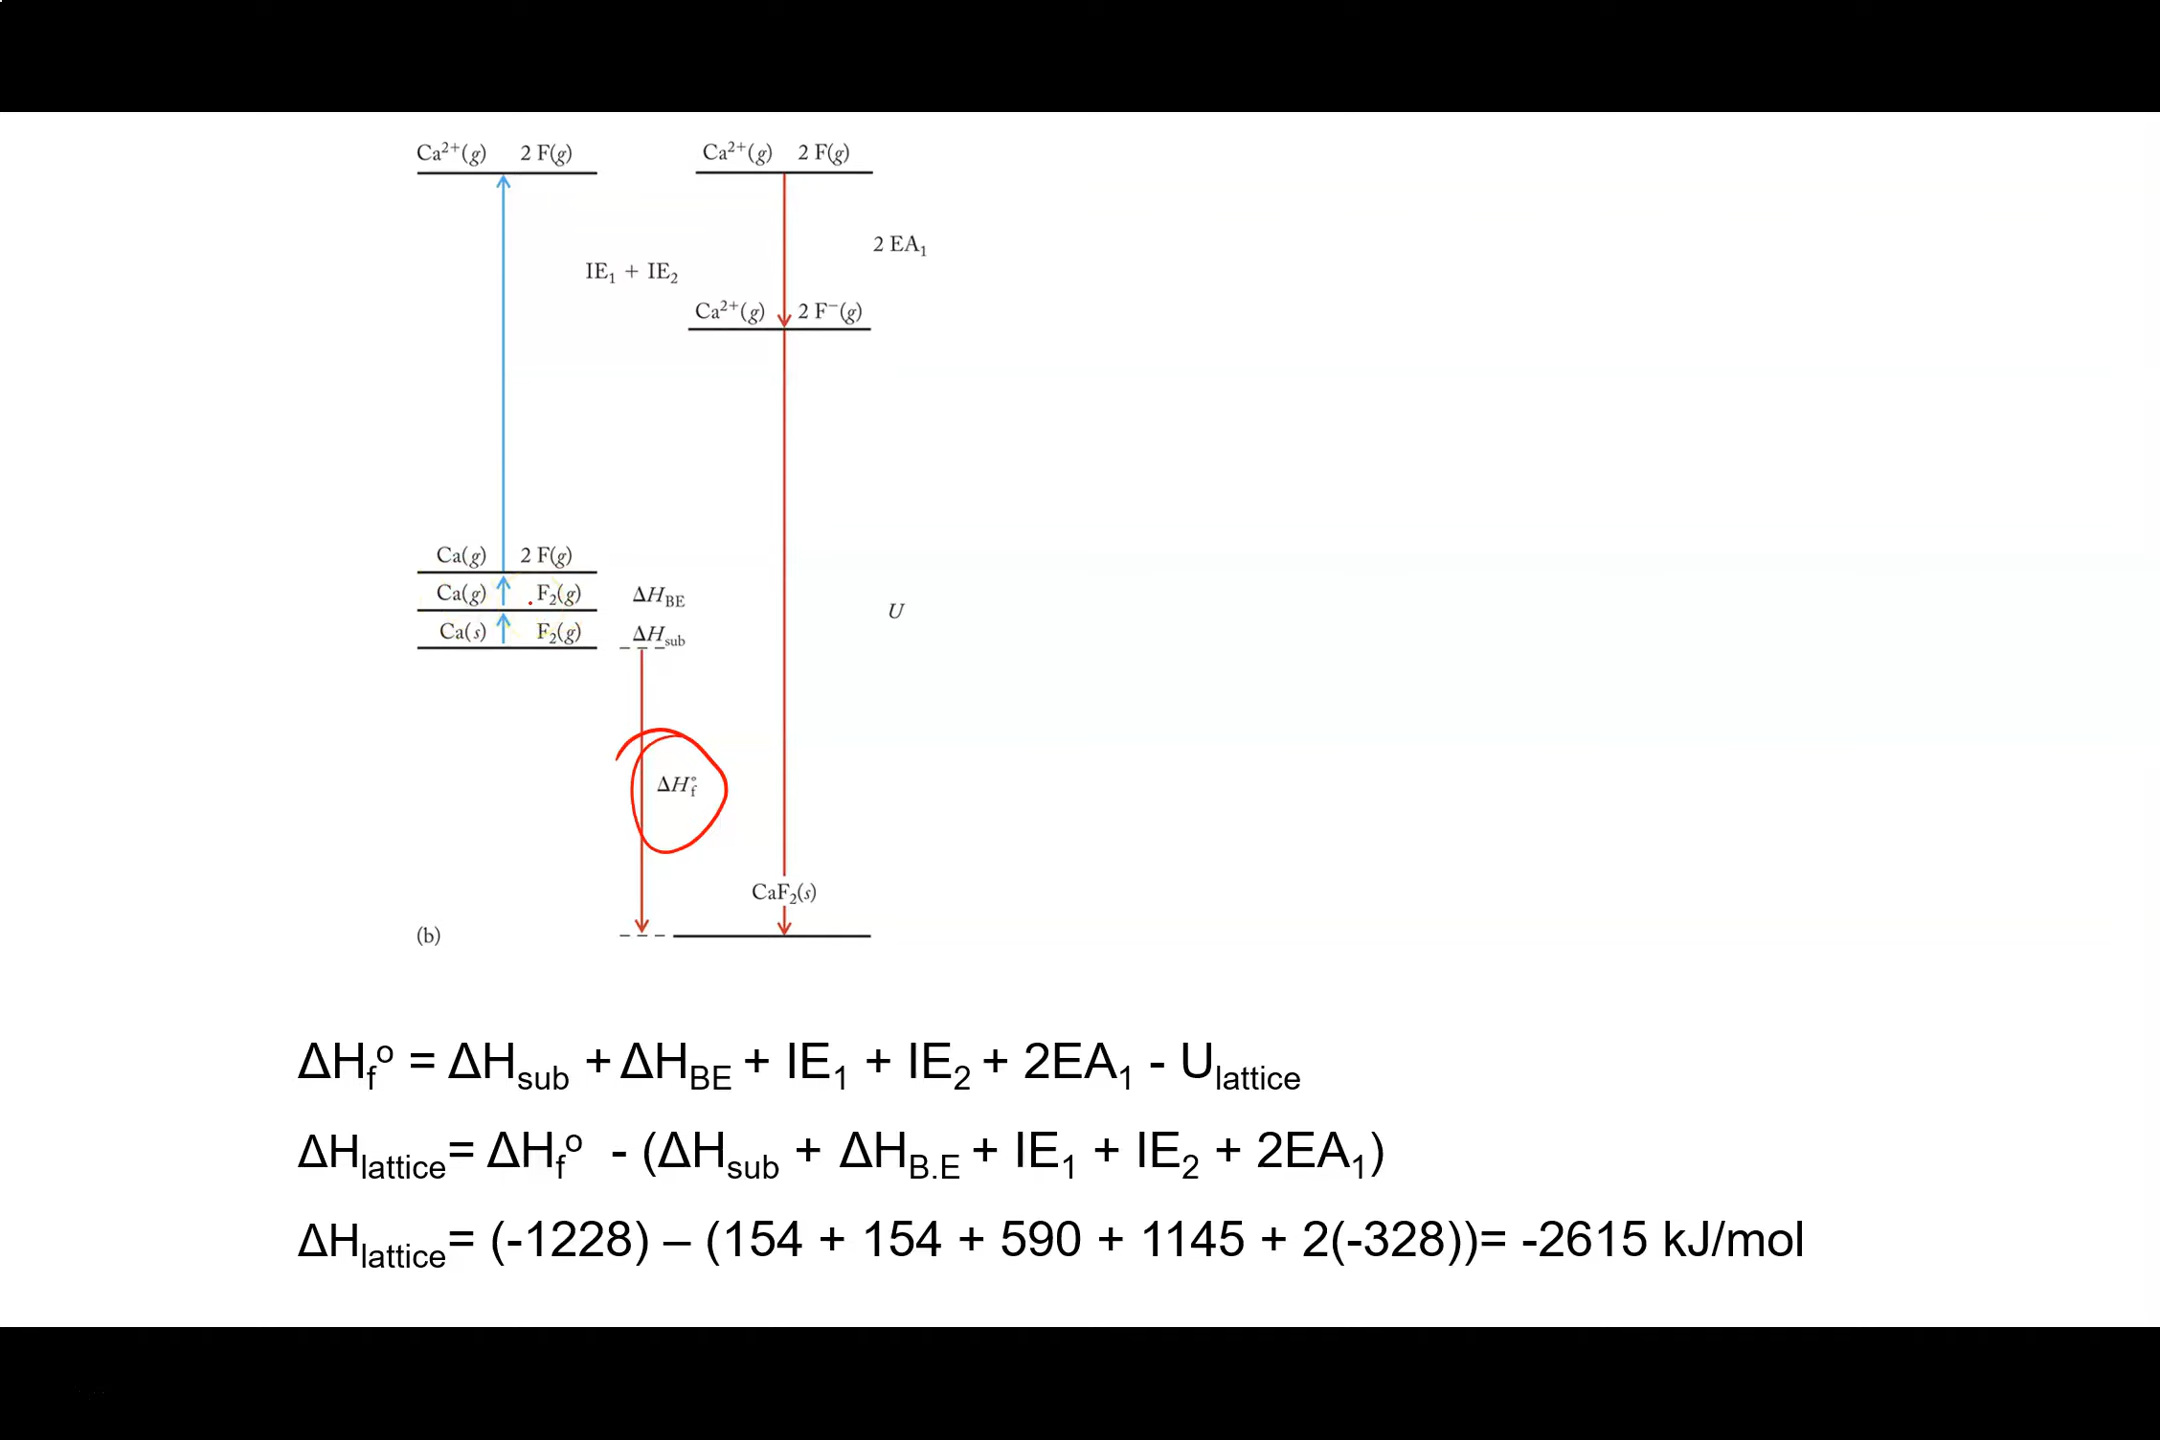 Ca²⁺(g) 2 F(g)
Ca²⁺(g) 2 F(g)
2 EA₁
IE₁ + IE₂
Ca²⁺(g) 2 F⁻(g)
Ca(g) 2 F(g)
Ca(g) F₂(g) ΔH_BE
U
Ca(s) F₂(g) ΔH_sub
ΔH°_f
CaF₂(s)
(b)
ΔH_f° = ΔH_sub + ΔH_BE + IE₁ + IE₂ + 2EA₁ - U_lattice
ΔH_lattice= ΔH_f° - (ΔH_sub + ΔH_B.E + IE₁ + IE₂ + 2EA₁)
ΔH_lattice= (-1228) – (154 + 154 + 590 + 1145 + 2(-328))= -2615 kJ/mol